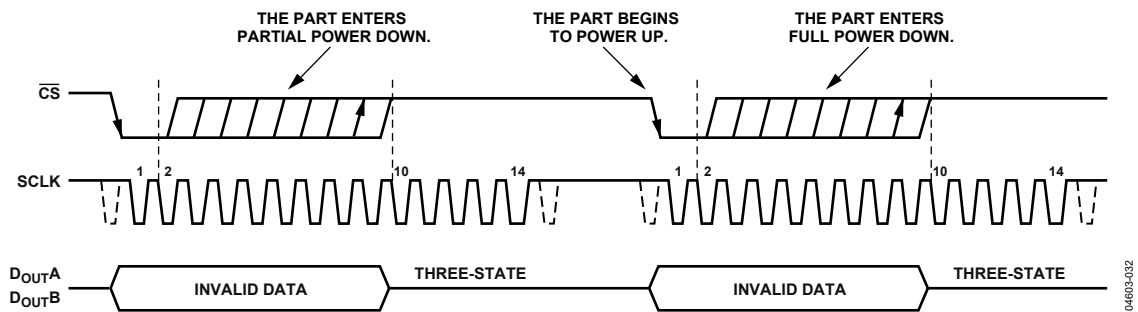 THE PART ENTERS
PARTIAL POWER DOWN.
THE PART BEGINS
TO POWER UP.
THE PART ENTERS
FULL POWER DOWN.
CS
SCLK
1 2 10 14 1 2 10 14
DOUTA
DOUTB
INVALID DATA THREE-STATE INVALID DATA THREE-STATE
04603-032